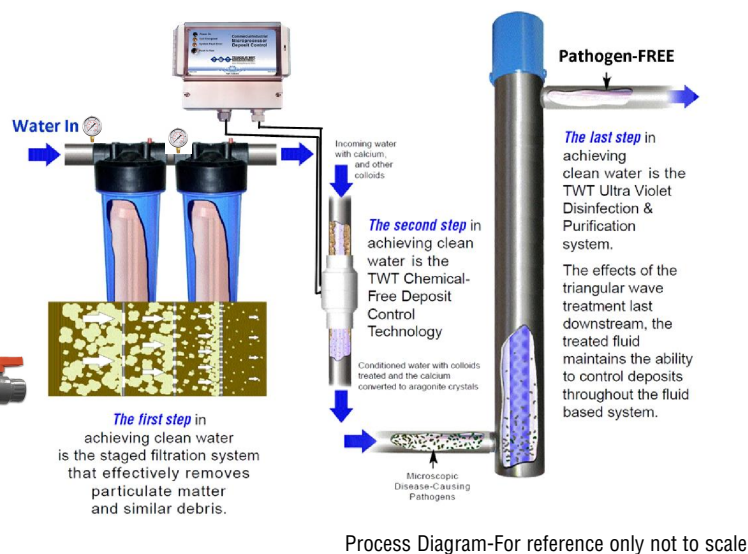 Microprocessor
Deposit Control
Water In
Incoming water
with calcium,
and other
colloids
Pathogen-FREE
The second step in
achieving clean
water is the
TWT Chemical-
Free Deposit
Control
Technology
The last step in
achieving
clean water is the
TWT Ultra Violet
Disinfection &
Purification
system.
The effects of the
triangular wave
treatment last
downstream, the
treated fluid
maintains the ability
to control deposits
throughout the fluid
based system.
Conditioned water with colloids
treated and the calcium
converted to aragonite crystals
The first step in
achieving clean water
is the staged filtration system
that effectively removes
particulate matter
and similar debris.
Microscopic
Disease-Causing
Pathogens
Process Diagram-For reference only not to scale